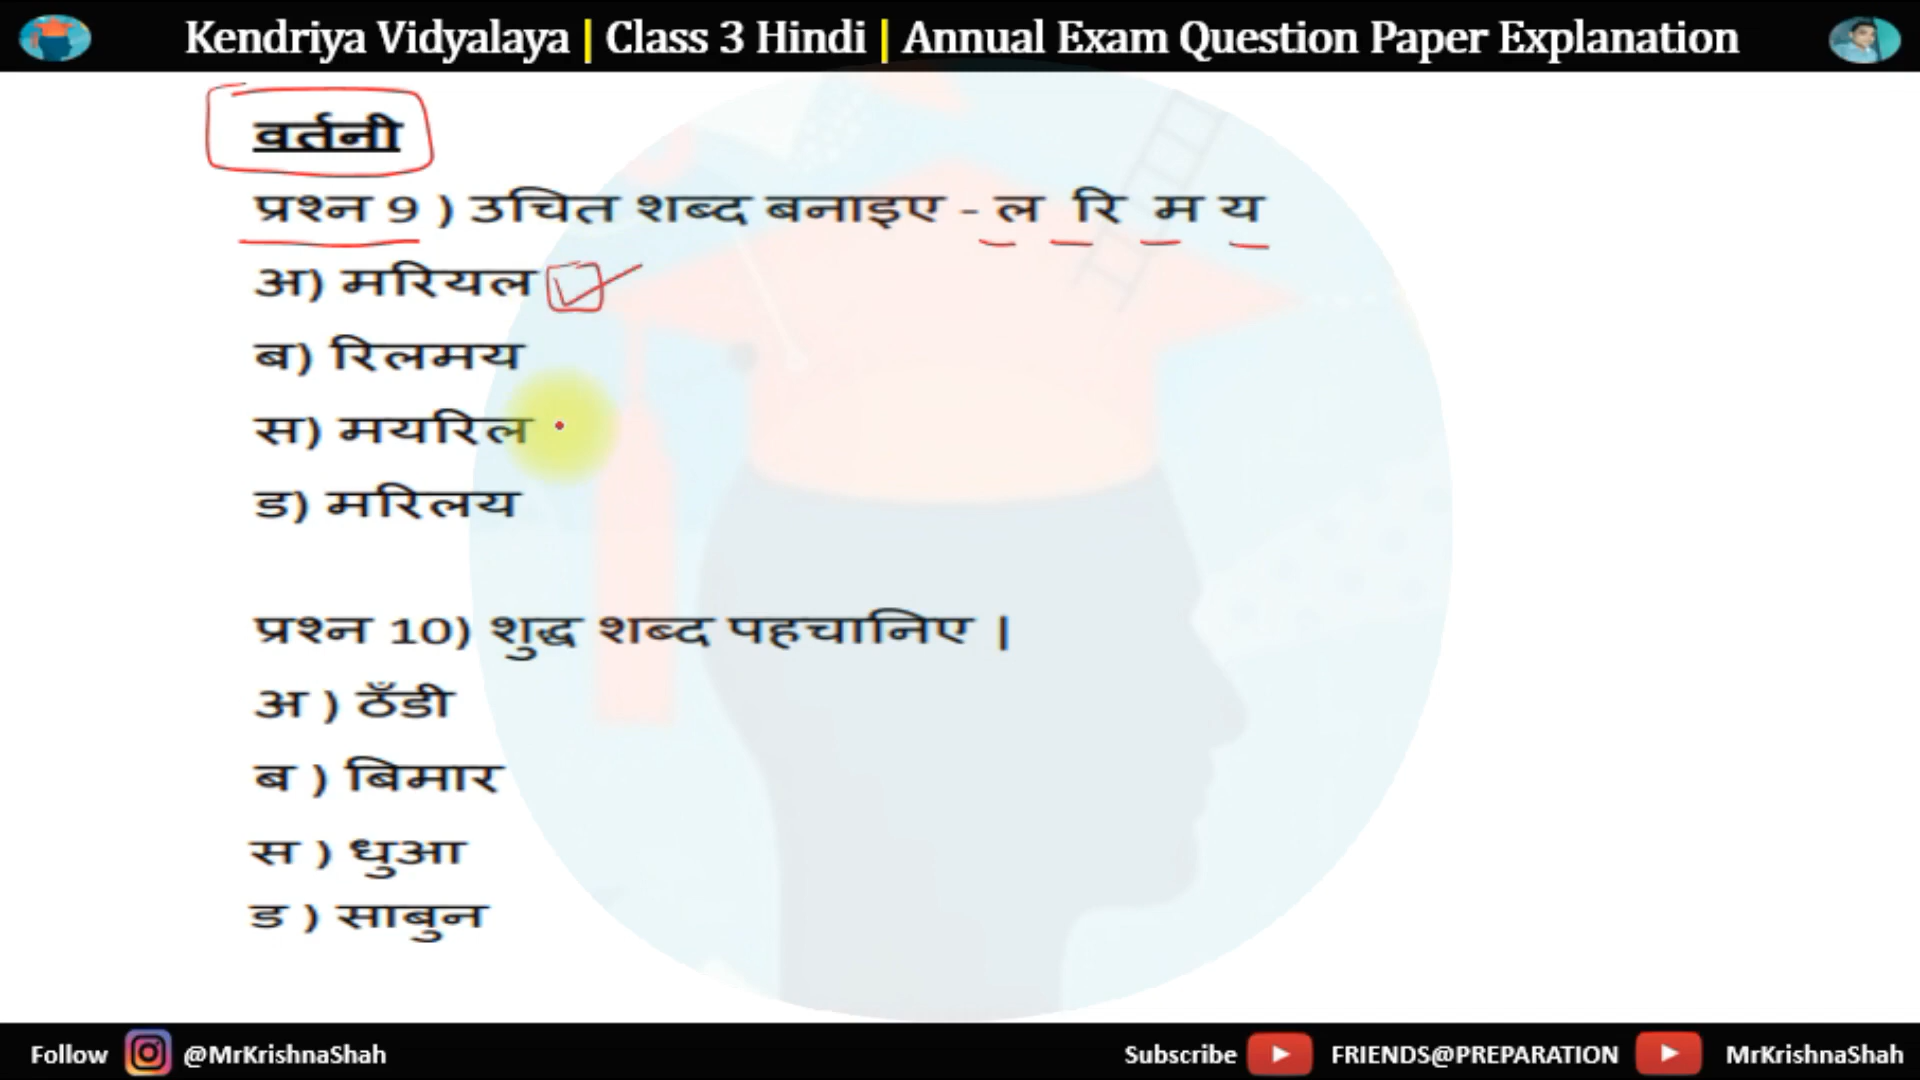 Kendriya Vidyalaya | Class 3 Hindi | Annual Exam Question Paper Explanation
वर्तनी
प्रश्न 9 ) उचित शब्द बनाइए - ल रि म य
अ) मरियल
ब) रिलमय
स) मयरिल
ड) मरिलय
प्रश्न 10) शुद्ध शब्द पहचानिए |
अ ) ठँडी
ब ) बिमार
स ) धुआ
ड ) साबुन
Follow @MrKrishnaShah Subscribe FRIENDS@PREPARATION MrKrishnaShah